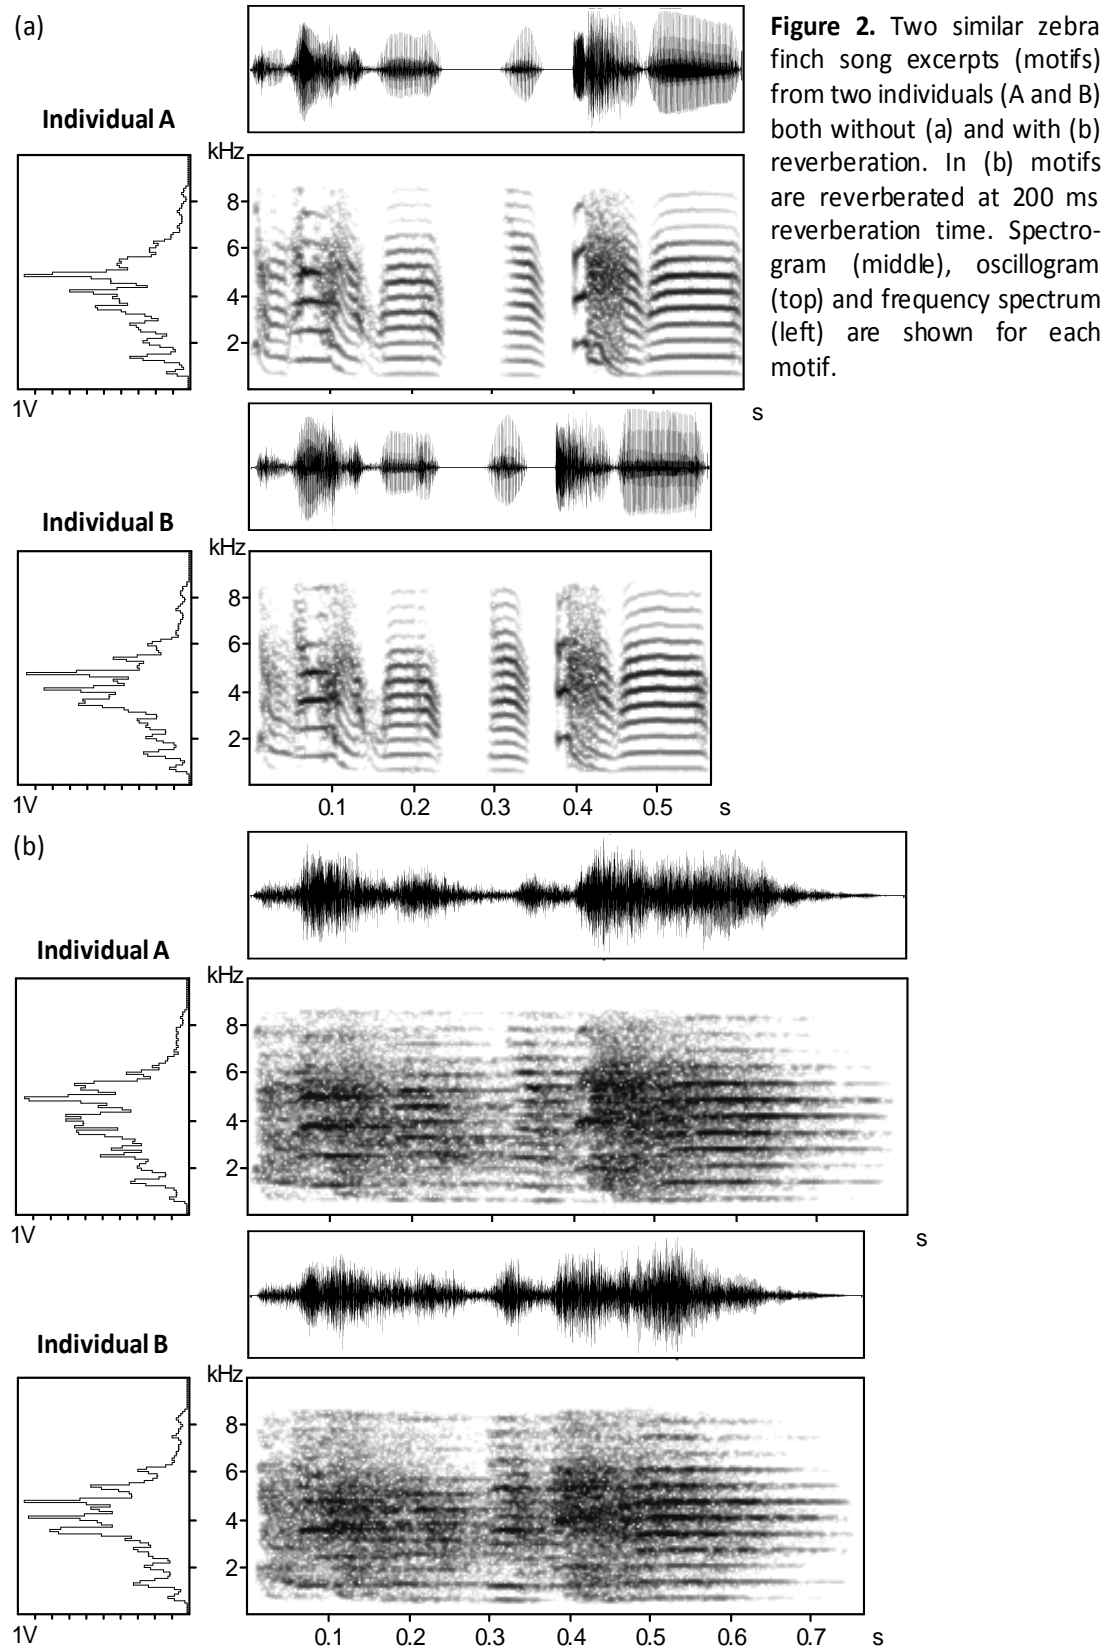 (a)
Figure 2. Two similar zebra
finch song excerpts (motifs)
from two individuals (A and B)
both without (a) and with (b)
reverberation. In (b) motifs
are reverberated at 200 ms
reverberation time. Spectro-
gram (middle), oscillogram
(top) and frequency spectrum
(left) are shown for each
motif.
Individual A
kHz
8
6
4
2
1V
s
Individual B
kHz
8
6
4
2
1V
0.1 0.2 0.3 0.4 0.5 s
(b)
Individual A
kHz
8
6
4
2
1V
s
Individual B
kHz
8
6
4
2
1V
0.1 0.2 0.3 0.4 0.5 0.6 0.7 s